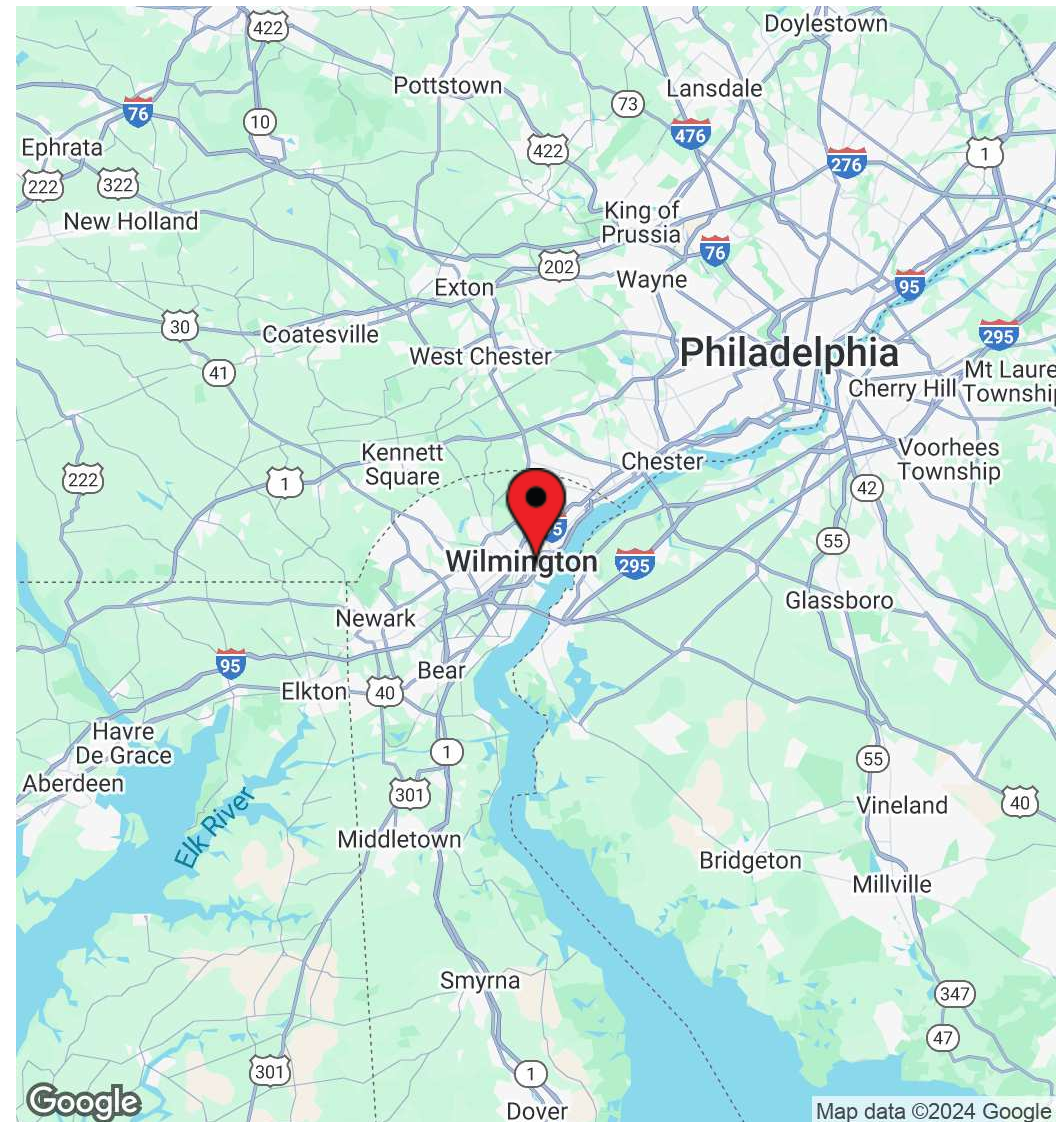 Doylestown
422
Pottstown
Lansdale
76
73
10
476
Ephrata
422
276
1
222
322
New Holland
King of
Prussia
76
202
Wayne
Exton
95
30
Coatesville
295
West Chester
Philadelphia
41
Mt Laure
Township
Cherry Hill
Kennett
Square
Chester
Voorhees
Township
222
1
42
5
55
Wilmington
295
Glassboro
Newark
95
Bear
Elkton
40
Havre
De Grace
1
55
Aberdeen
301
40
Vineland
Elk River
Middletown
Bridgeton
Millville
Smyrna
347
47
301
1
Google
Dover
Map data ©2024 Google